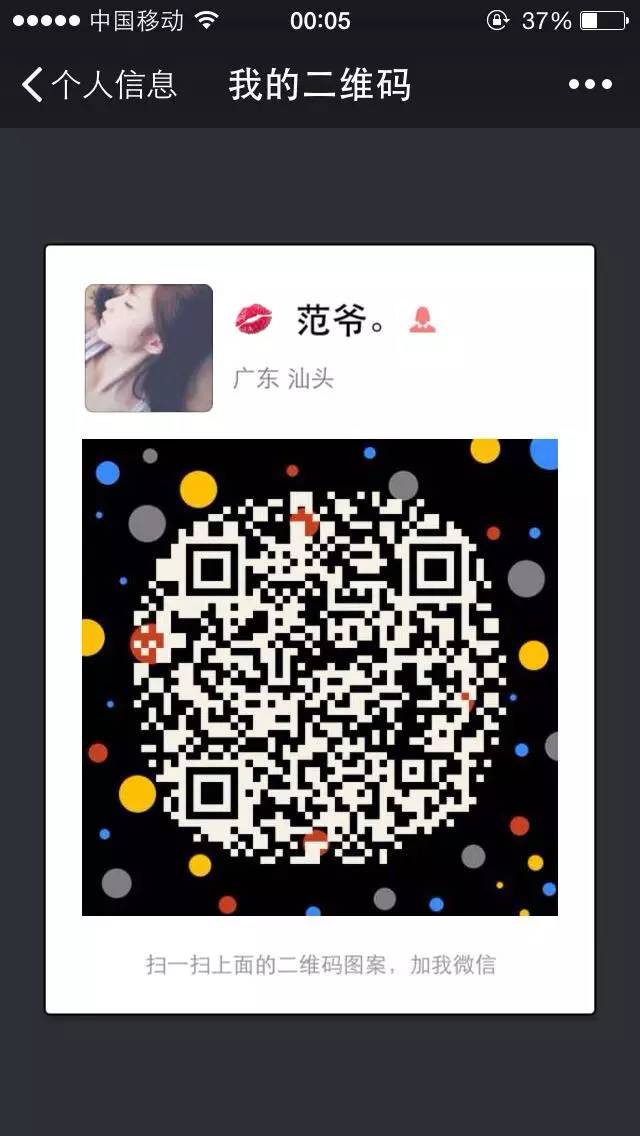 中国移动 00:05 37%
个人信息 我的二维码
💋 范爷。
广东 汕头
扫一扫上面的二维码图案，加我微信